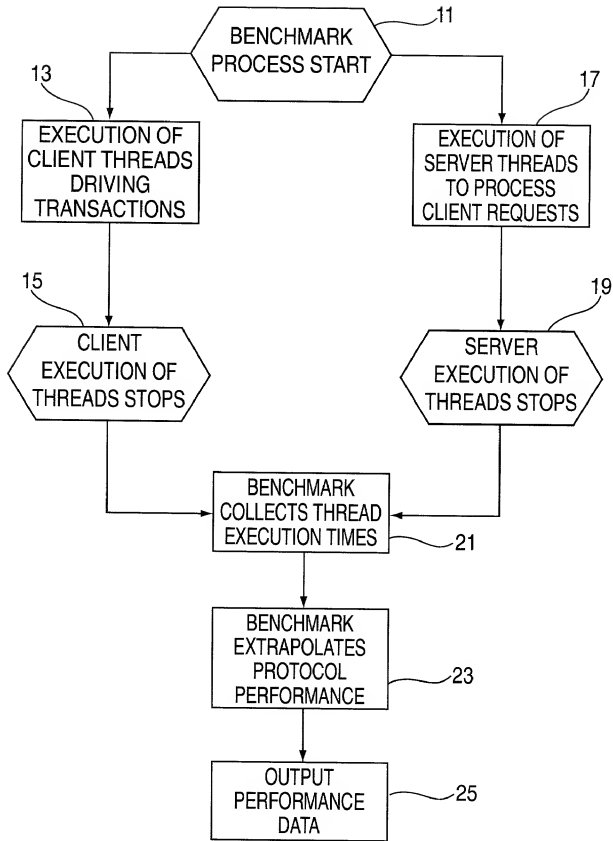 11
BENCHMARK
PROCESS START
13
EXECUTION OF
CLIENT THREADS
DRIVING
TRANSACTIONS
17
EXECUTION OF
SERVER THREADS
TO PROCESS
CLIENT REQUESTS
15
CLIENT
EXECUTION OF
THREADS STOPS
19
SERVER
EXECUTION OF
THREADS STOPS
BENCHMARK
COLLECTS THREAD
EXECUTION TIMES
21
BENCHMARK
EXTRAPOLATES
PROTOCOL
PERFORMANCE
23
OUTPUT
PERFORMANCE
DATA
25